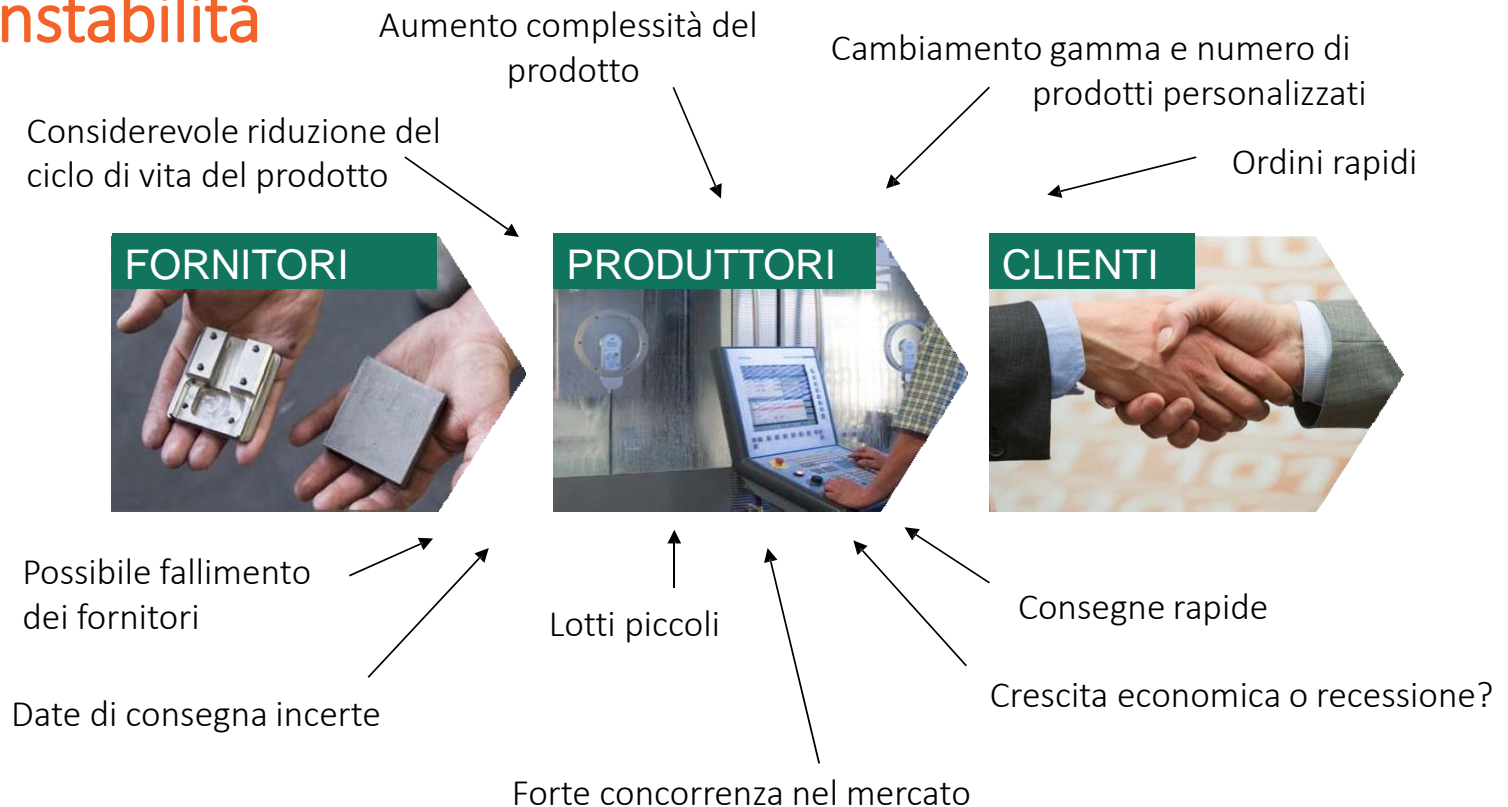 nstabilità
Aumento complessità del
prodotto
Cambiamento gamma e numero di
prodotti personalizzati
Considerevole riduzione del
ciclo di vita del prodotto
Ordini rapidi
FORNITORI
PRODUTTORI
CLIENTI
Possibile fallimento
dei fornitori
Lotti piccoli
Consegne rapide
Date di consegna incerte
Crescita economica o recessione?
Forte concorrenza nel mercato